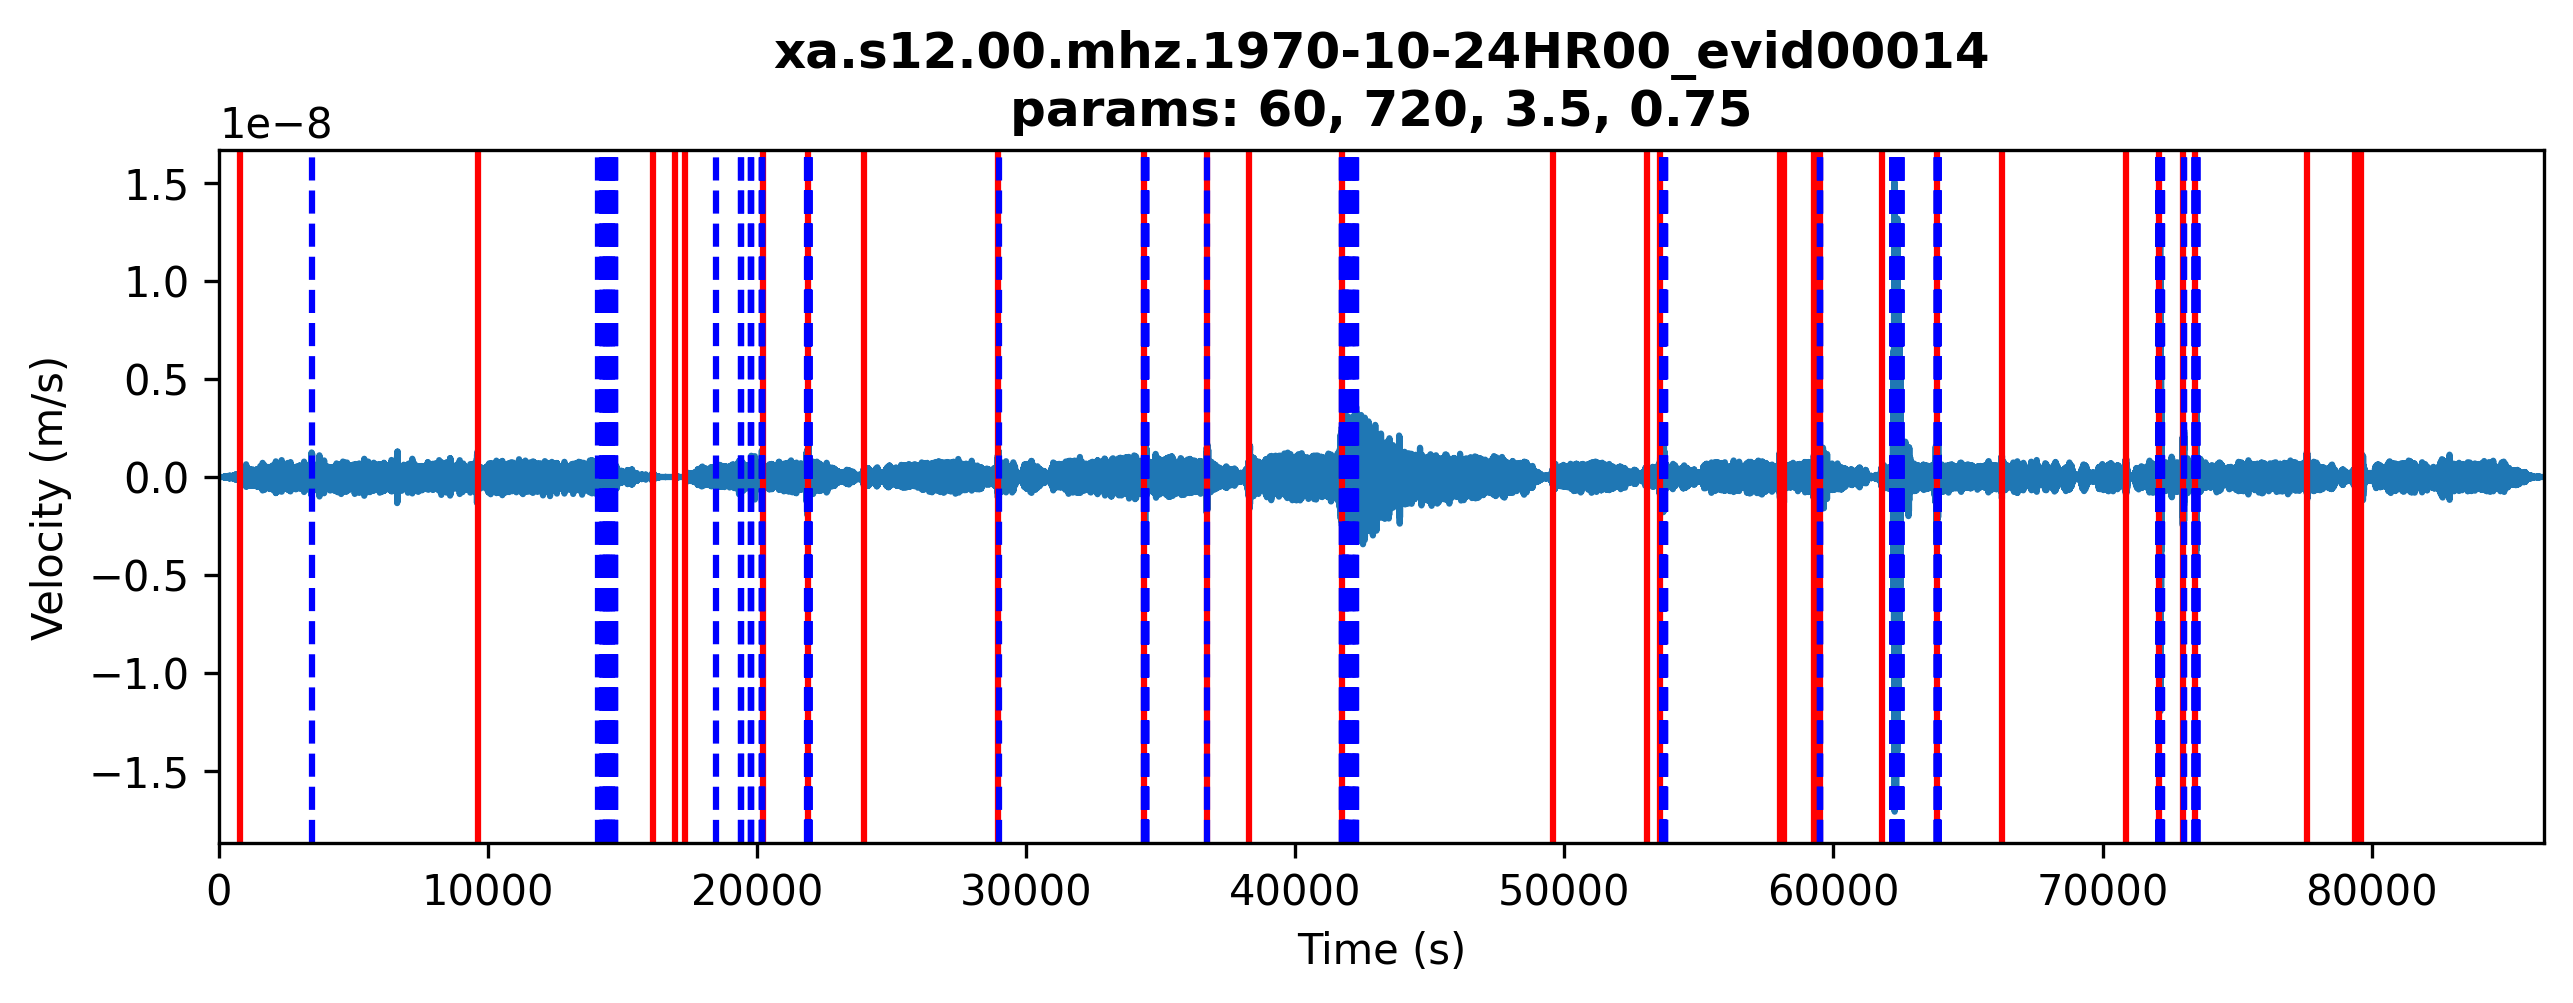 xa.s12.00.mhz.1970-10-24HR00_evid00014
params: 60, 720, 3.5, 0.75
1e−8
1.5
1.0
0.5
0.0
−0.5
−1.0
−1.5
Velocity (m/s)
0 10000 20000 30000 40000 50000 60000 70000 80000
Time (s)